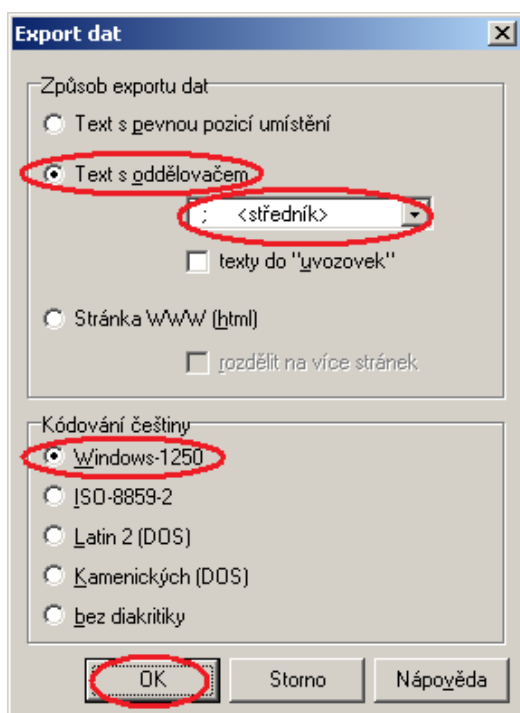 Export dat
Způsob exportu dat
Text s pevnou pozicí umístění
Text s oddělovačem
; <středník>
texty do "uvozovek"
Stránka WWW (html)
rozdělit na více stránek
Kódování češtiny
Windows-1250
ISO-8859-2
Latin 2 (DOS)
Kamenických (DOS)
bez diakritiky
OK Storno Nápověda